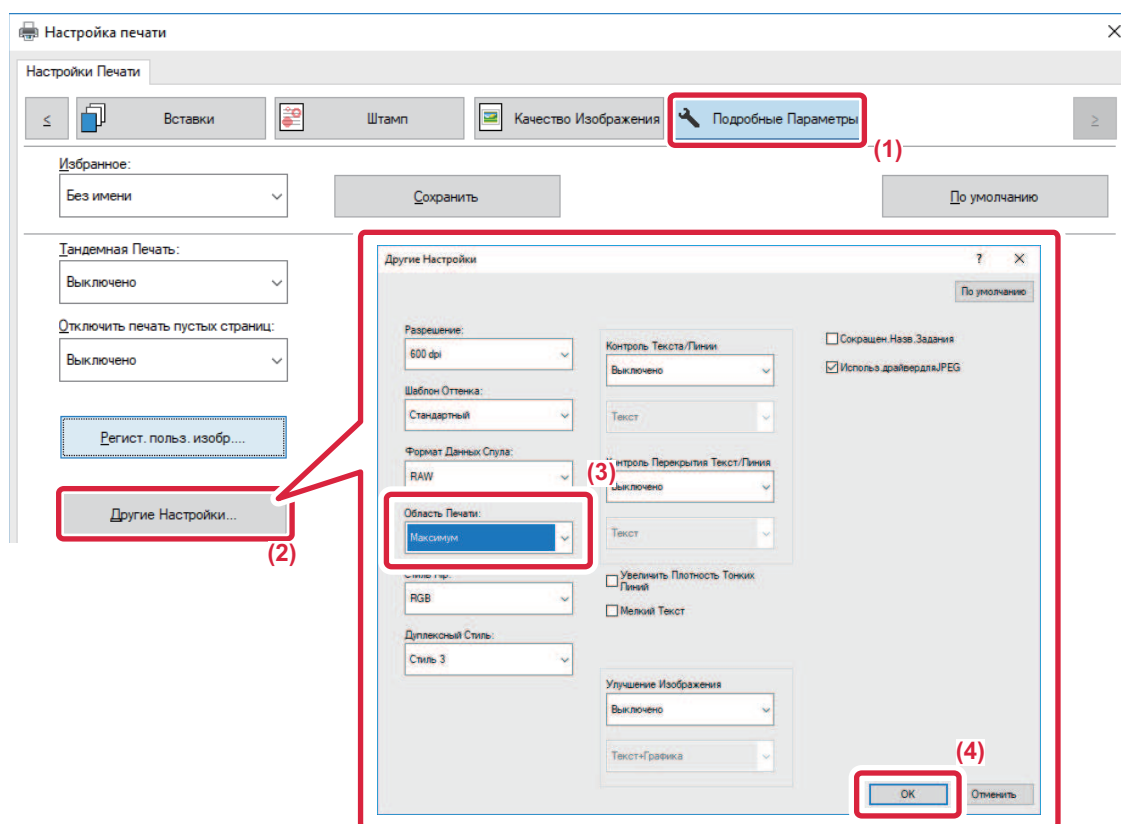 Настройка печати
Настройки Печати
≤
Вставки
Штамп
Качество Изображения
Подробные Параметры
≥
(1)
Избранное:
Без имени
Сохранить
По умолчанию
Тандемная Печать:
Выключено
Отключить печать пустых страниц:
Выключено
Регист. польз. изобр....
Другие Настройки...
(2)
Другие Настройки
?
По умолчанию
Разрешение:
600 dpi
Шаблон Оттенка:
Стандартный
Формат Данных Спула:
RAW
(3)
Область Печати:
Максимум
RGB
Дуплексный Стиль:
Стиль 3
Контроль Текста/Линии
Выключено
Текст
Контроль Перекрытия Текст/Линия
Выключено
Текст
Увеличить Плотность Тонких
Линий
Мелкий Текст
Улучшение Изображения
Выключено
Текст+Графика
Сокращен.Назв.Задания
Использ.драйвердляJPEG
(4)
OK
Отменить